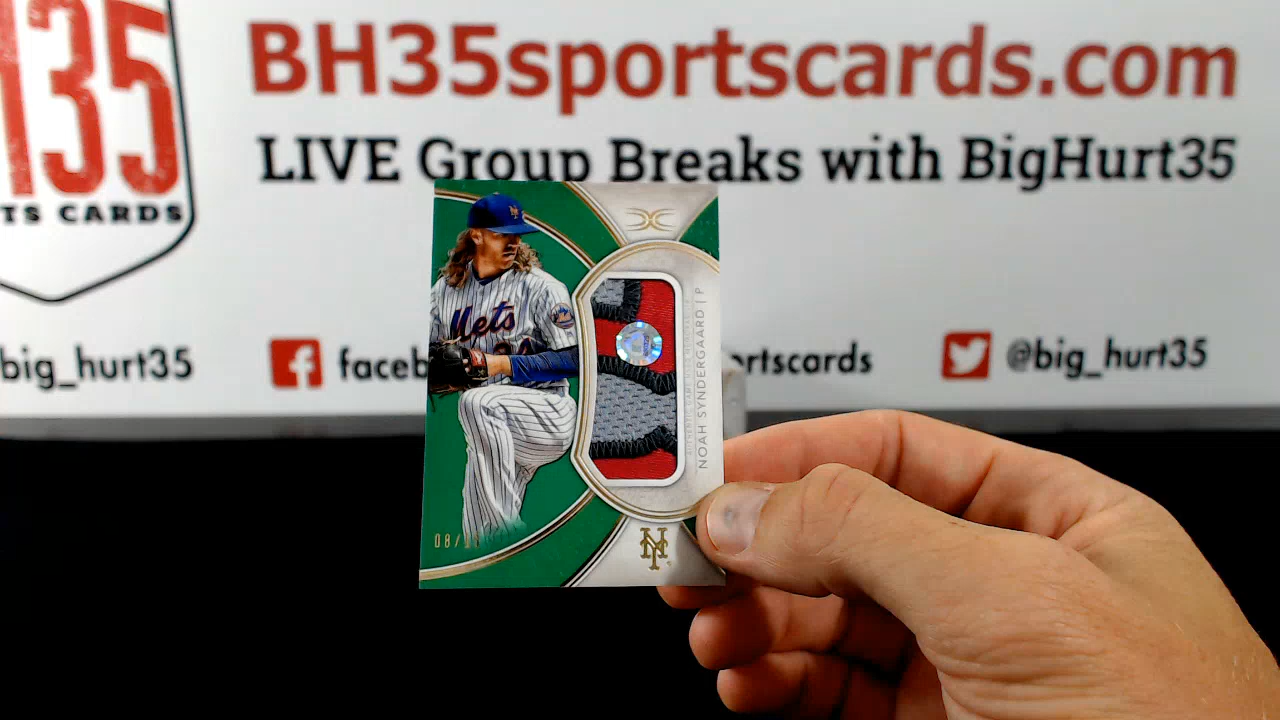 135
TS CARDS
BH35sportscards.com
LIVE Group Breaks with BigHurt35
big_hurt35
f faceb
rtscards
@big_hurt35
Mets
NOAH SYNDERGAARD | P
NY
08/